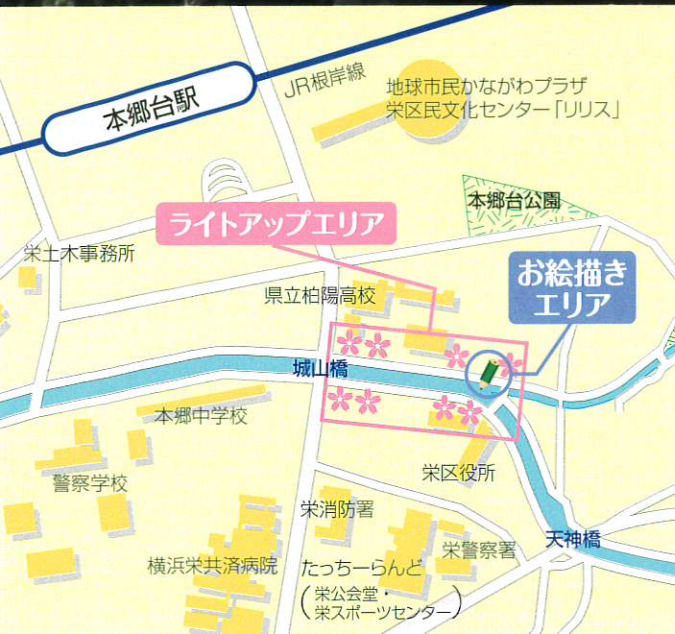 本郷台駅
JR根岸線
地球市民かながわプラザ
栄区民文化センター「リリス」
本郷台公園
ライトアップエリア
栄土木事務所
お絵描き
エリア
県立柏陽高校
城山橋
本郷中学校
栄区役所
警察学校
栄消防署
栄警察署
天神橋
横浜栄共済病院
たっちーらんど
(栄公会堂・
栄スポーツセンター)